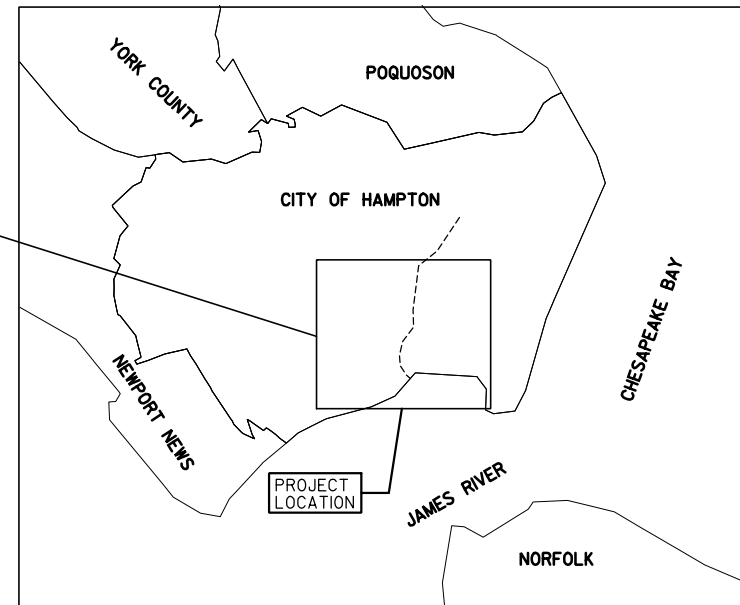 YORK COUNTY
POQUOSON
CITY OF HAMPTON
CHESAPEAKE BAY
NEWPORT NEWS
PROJECT
LOCATION
JAMES RIVER
NORFOLK